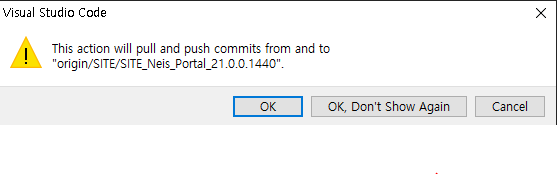 Visual Studio Code
This action will pull and push commits from and to
"origin/SITE/SITE_Neis_Portal_21.0.0.1440".
OK
OK, Don't Show Again
Cancel